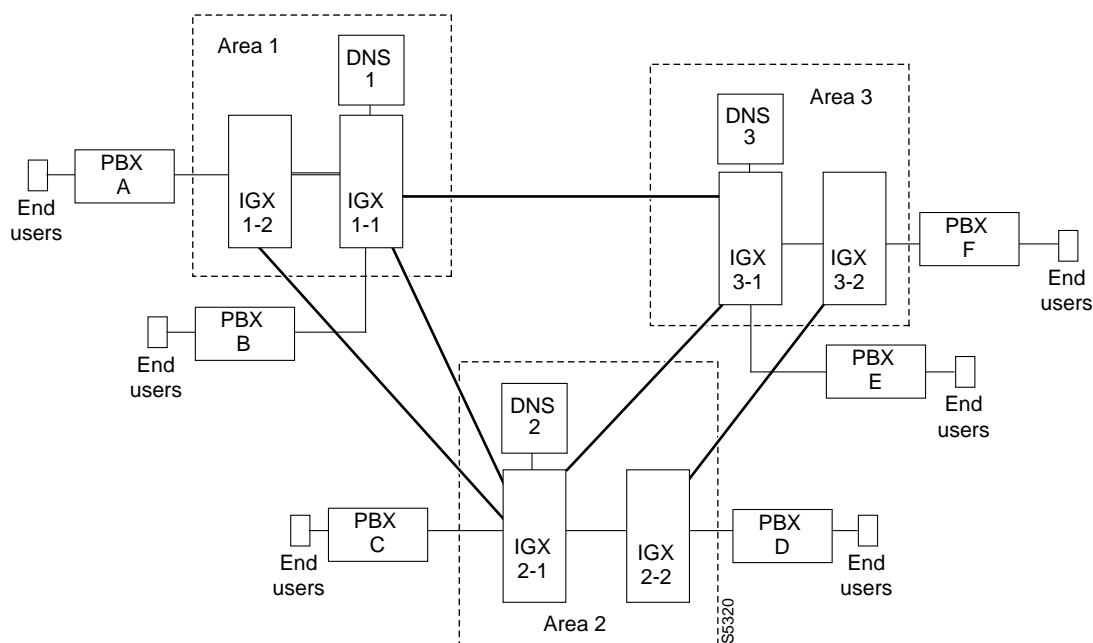 Area 1
DNS
1
Area 3
DNS
3
PBX
A
End
users
IGX
1-2
IGX
1-1
IGX
3-1
IGX
3-2
PBX
F
End
users
PBX
B
End
users
PBX
E
End
users
DNS
2
PBX
C
End
users
IGX
2-1
IGX
2-2
PBX
D
End
users
Area 2
S5320